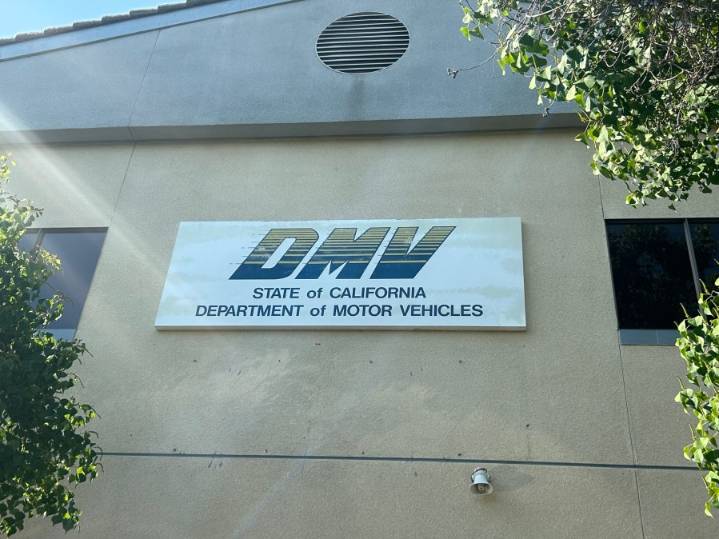 DMV
STATE of CALIFORNIA
DEPARTMENT of MOTOR VEHICLES